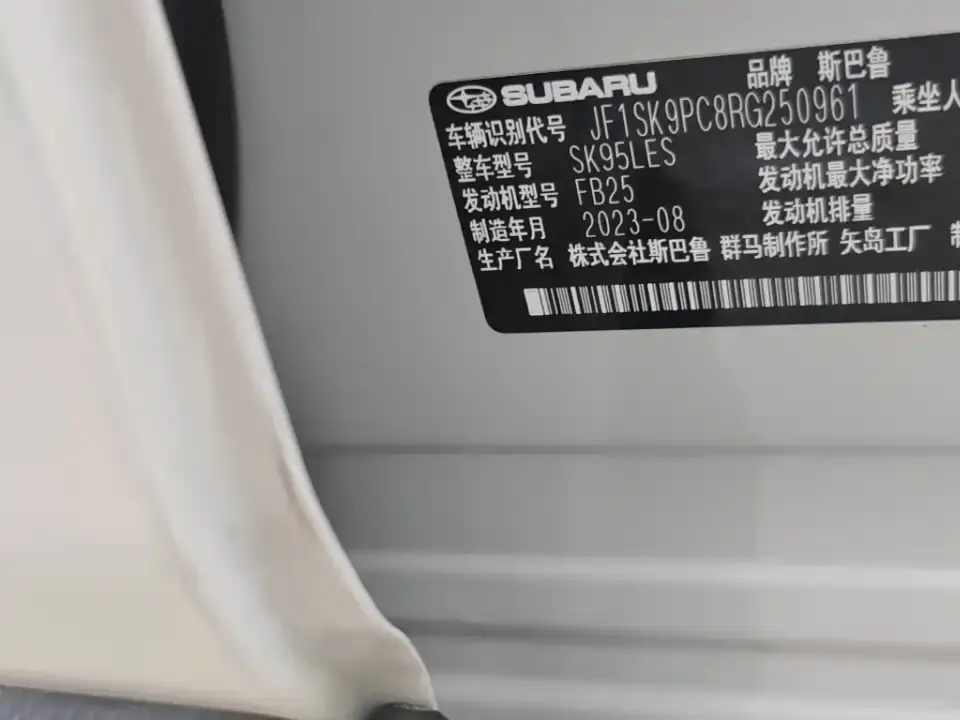 SUBARU 品牌 斯巴鲁
车辆识别代号 JF1SK9PC8RG250961 乘坐人
整车型号 SK95LES 最大允许总质量
发动机型号 FB25 发动机最大净功率
制造年月 2023-08 发动机排量
生产厂名 株式会社斯巴鲁 群马制作所 矢岛工厂 制